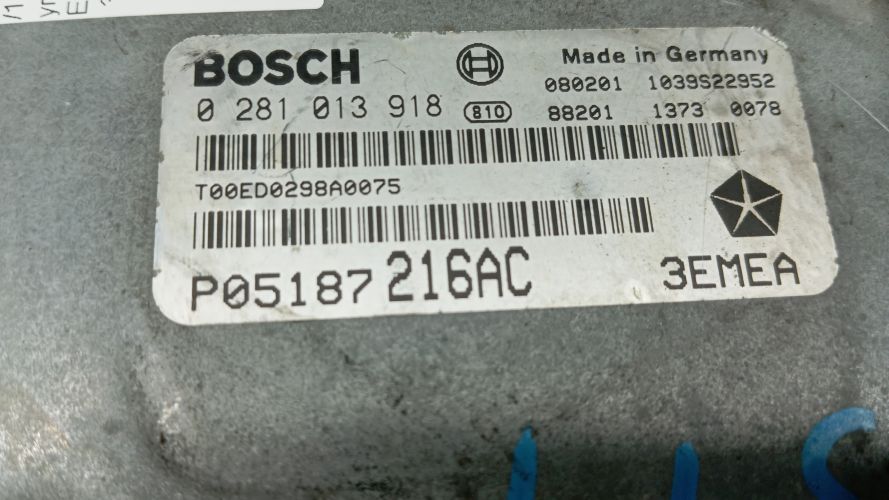 BOSCH
Made in Germany
080201 1039S22952
0 281 013 918 810 88201 1373 0078
T00ED0298A0075
P05187216AC 3EMEA